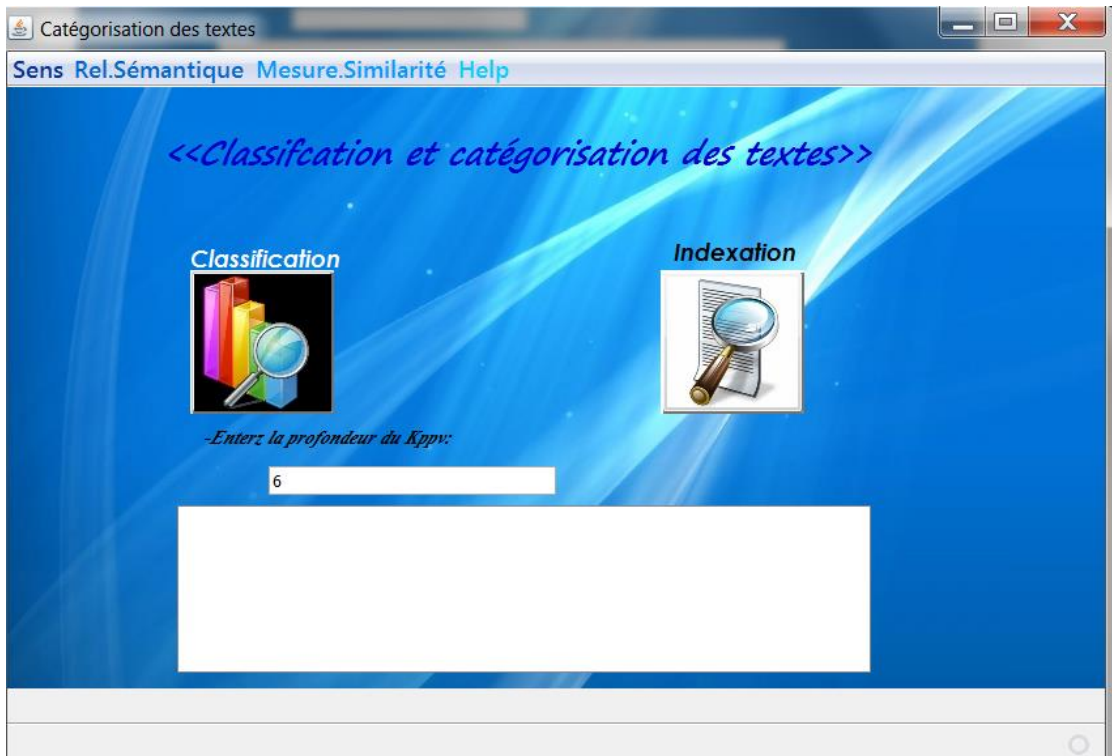 Catégorisation des textes
Sens Rel.Sémantique Mesure.Similarité Help
<<Classifcation et catégorisation des textes>>
Classification
Indexation
-Enterz la profondeur du Kppv:
6